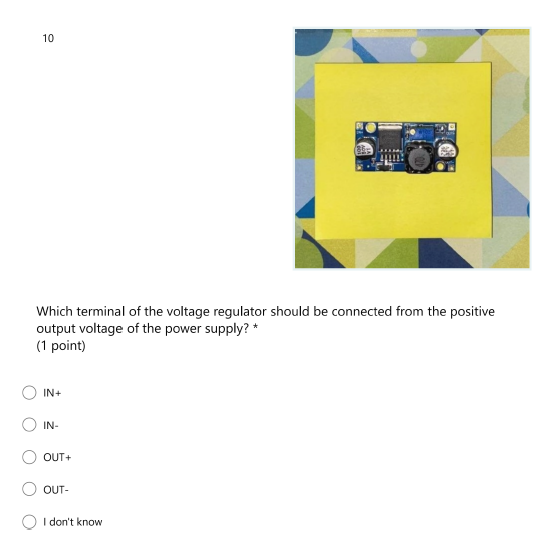 10
Which terminal of the voltage regulator should be connected from the positive
output voltage of the power supply? *
(1 point)
IN+
IN-
OUT+
OUT-
I don't know